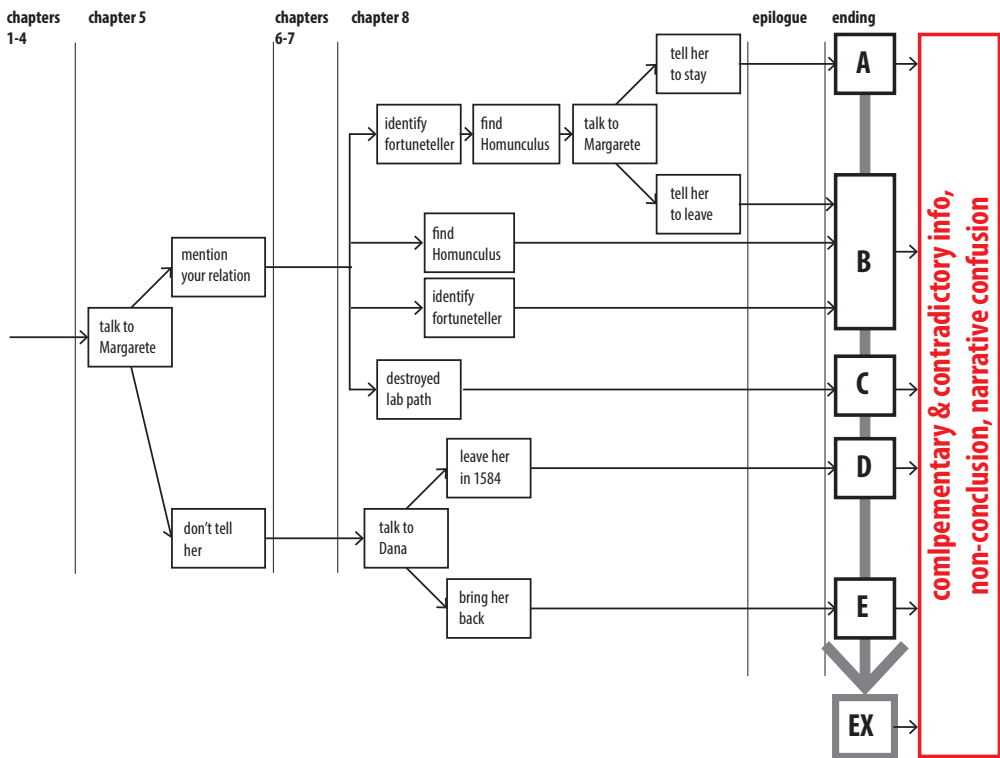 chapters
1-4
chapter 5
chapters
6-7
chapter 8
epilogue
ending
tell her
to stay
A
identify
fortuneteller
find
Homunculus
talk to
Margarete
tell her
to leave
mention
your relation
find
Homunculus
B
identify
fortuneteller
talk to
Margarete
destroyed
lab path
C
leave her
in 1584
D
don't tell
her
talk to
Dana
bring her
back
E
EX
comlpementary & contradictory info,
non-conclusion, narrative confusion